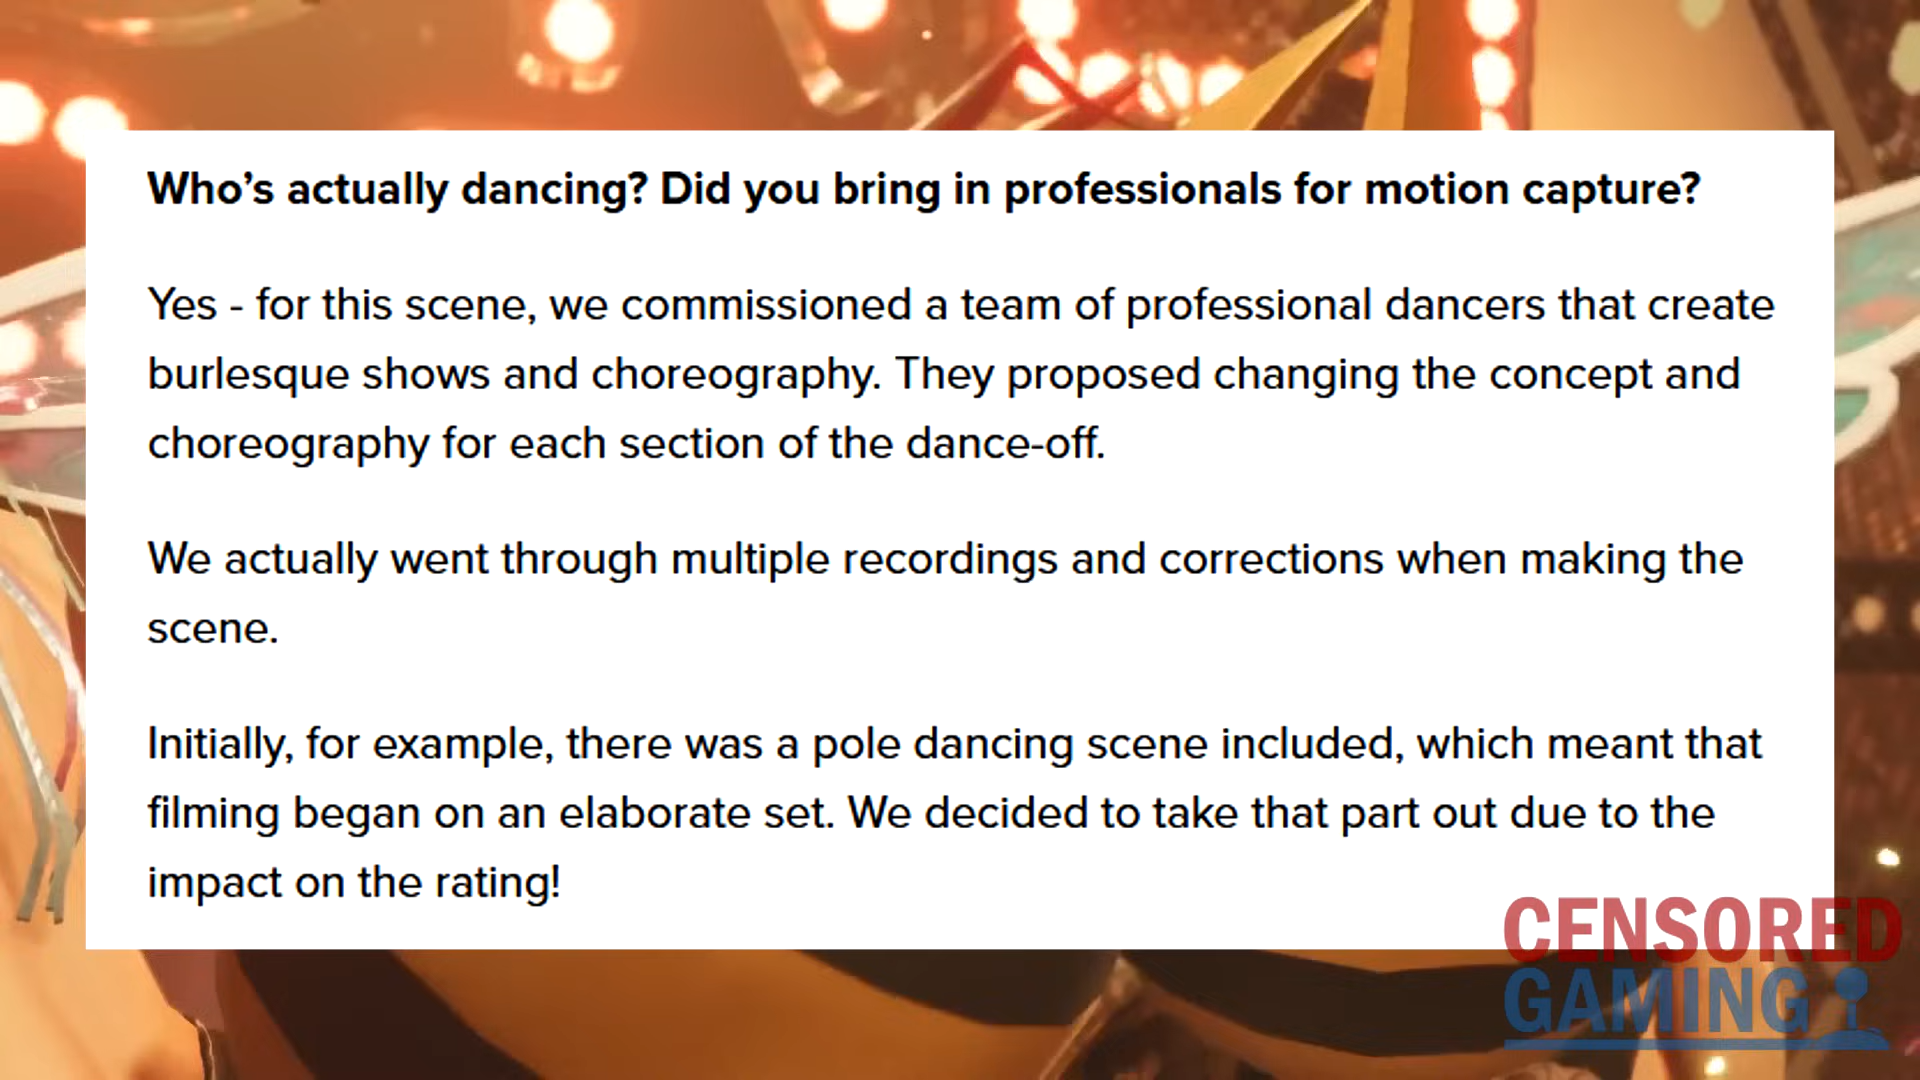 Who’s actually dancing? Did you bring in professionals for motion capture?
Yes - for this scene, we commissioned a team of professional dancers that create
burlesque shows and choreography. They proposed changing the concept and
choreography for each section of the dance-off.
We actually went through multiple recordings and corrections when making the
scene.
Initially, for example, there was a pole dancing scene included, which meant that
filming began on an elaborate set. We decided to take that part out due to the
impact on the rating!
CENSORED
GAMING